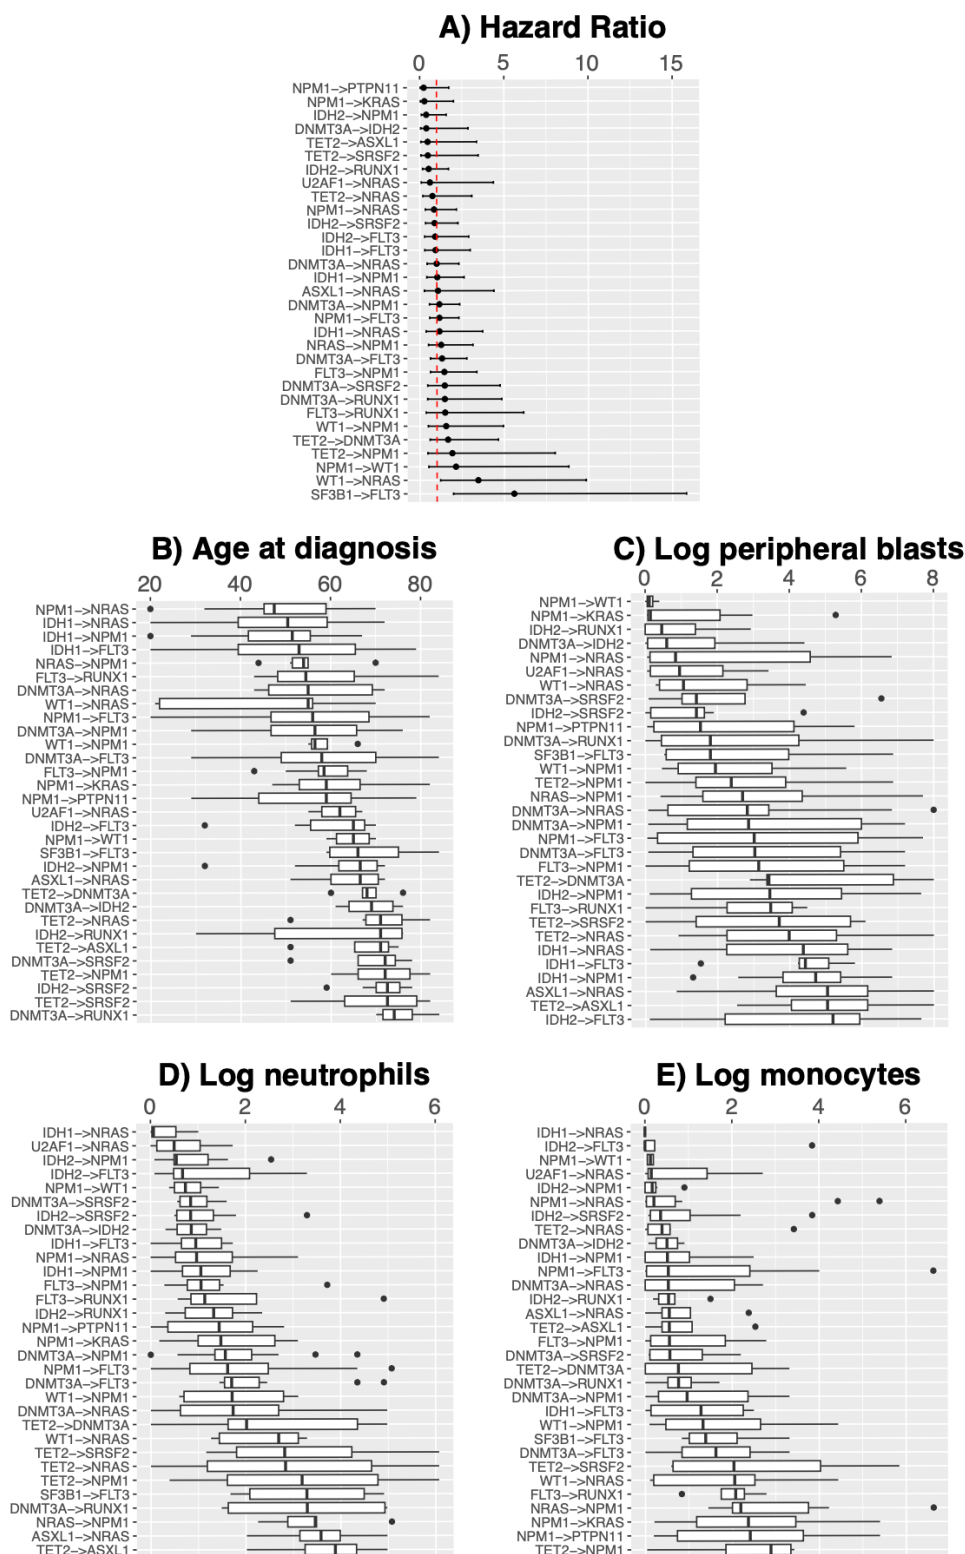 A) Hazard Ratio
0 5 10 15
NPM1->PTPN11
NPM1->KRAS
IDH2->NPM1
DNMT3A->IDH2
TET2->ASXL1
TET2->SRSF2
IDH2->RUNX1
U2AF1->NRAS
TET2->NRAS
NPM1->NRAS
IDH2->SRSF2
IDH2->FLT3
IDH1->FLT3
DNMT3A->NRAS
IDH1->NPM1
ASXL1->NRAS
DNMT3A->NPM1
NPM1->FLT3
IDH1->NRAS
NRAS->NPM1
DNMT3A->FLT3
FLT3->NPM1
DNMT3A->SRSF2
DNMT3A->RUNX1
FLT3->RUNX1
WT1->NPM1
TET2->DNMT3A
TET2->NPM1
NPM1->WT1
WT1->NRAS
SF3B1->FLT3
B) Age at diagnosis
20 40 60 80
NPM1->NRAS
IDH1->NRAS
IDH1->NPM1
IDH1->FLT3
NRAS->NPM1
FLT3->RUNX1
DNMT3A->NRAS
WT1->NRAS
NPM1->FLT3
DNMT3A->NPM1
WT1->NPM1
DNMT3A->FLT3
FLT3->NPM1
NPM1->KRAS
NPM1->PTPN11
U2AF1->NRAS
IDH2->FLT3
NPM1->WT1
SF3B1->FLT3
IDH2->NPM1
ASXL1->NRAS
TET2->DNMT3A
DNMT3A->IDH2
TET2->NRAS
IDH2->RUNX1
TET2->ASXL1
DNMT3A->SRSF2
TET2->NPM1
IDH2->SRSF2
TET2->SRSF2
DNMT3A->RUNX1
C) Log peripheral blasts
0 2 4 6 8
NPM1->WT1
NPM1->KRAS
IDH2->RUNX1
DNMT3A->IDH2
NPM1->NRAS
U2AF1->NRAS
WT1->NRAS
DNMT3A->SRSF2
IDH2->SRSF2
NPM1->PTPN11
DNMT3A->RUNX1
SF3B1->FLT3
WT1->NPM1
TET2->NPM1
NRAS->NPM1
DNMT3A->NRAS
DNMT3A->NPM1
NPM1->FLT3
DNMT3A->FLT3
FLT3->NPM1
TET2->DNMT3A
IDH2->NPM1
FLT3->RUNX1
TET2->SRSF2
TET2->NRAS
IDH1->NRAS
IDH1->FLT3
IDH1->NPM1
ASXL1->NRAS
TET2->ASXL1
IDH2->FLT3
D) Log neutrophils
0 2 4 6
IDH1->NRAS
U2AF1->NRAS
IDH2->NPM1
IDH2->FLT3
NPM1->WT1
DNMT3A->SRSF2
IDH2->SRSF2
DNMT3A->IDH2
IDH1->FLT3
NPM1->NRAS
IDH1->NPM1
FLT3->NPM1
FLT3->RUNX1
IDH2->RUNX1
NPM1->PTPN11
NPM1->KRAS
DNMT3A->NPM1
NPM1->FLT3
DNMT3A->FLT3
WT1->NPM1
DNMT3A->NRAS
TET2->DNMT3A
WT1->NRAS
TET2->SRSF2
TET2->NRAS
TET2->NPM1
SF3B1->FLT3
DNMT3A->RUNX1
NRAS->NPM1
ASXL1->NRAS
TET2->ASXL1
E) Log monocytes
0 2 4 6
IDH1->NRAS
IDH2->FLT3
NPM1->WT1
U2AF1->NRAS
IDH2->NPM1
NPM1->NRAS
IDH2->SRSF2
TET2->NRAS
DNMT3A->IDH2
IDH1->NPM1
NPM1->FLT3
DNMT3A->NRAS
IDH2->RUNX1
ASXL1->NRAS
TET2->ASXL1
FLT3->NPM1
DNMT3A->SRSF2
TET2->DNMT3A
DNMT3A->RUNX1
DNMT3A->NPM1
IDH1->FLT3
WT1->NPM1
SF3B1->FLT3
DNMT3A->FLT3
TET2->SRSF2
WT1->NRAS
FLT3->RUNX1
NRAS->NPM1
NPM1->KRAS
NPM1->PTPN11
TET2->NPM1